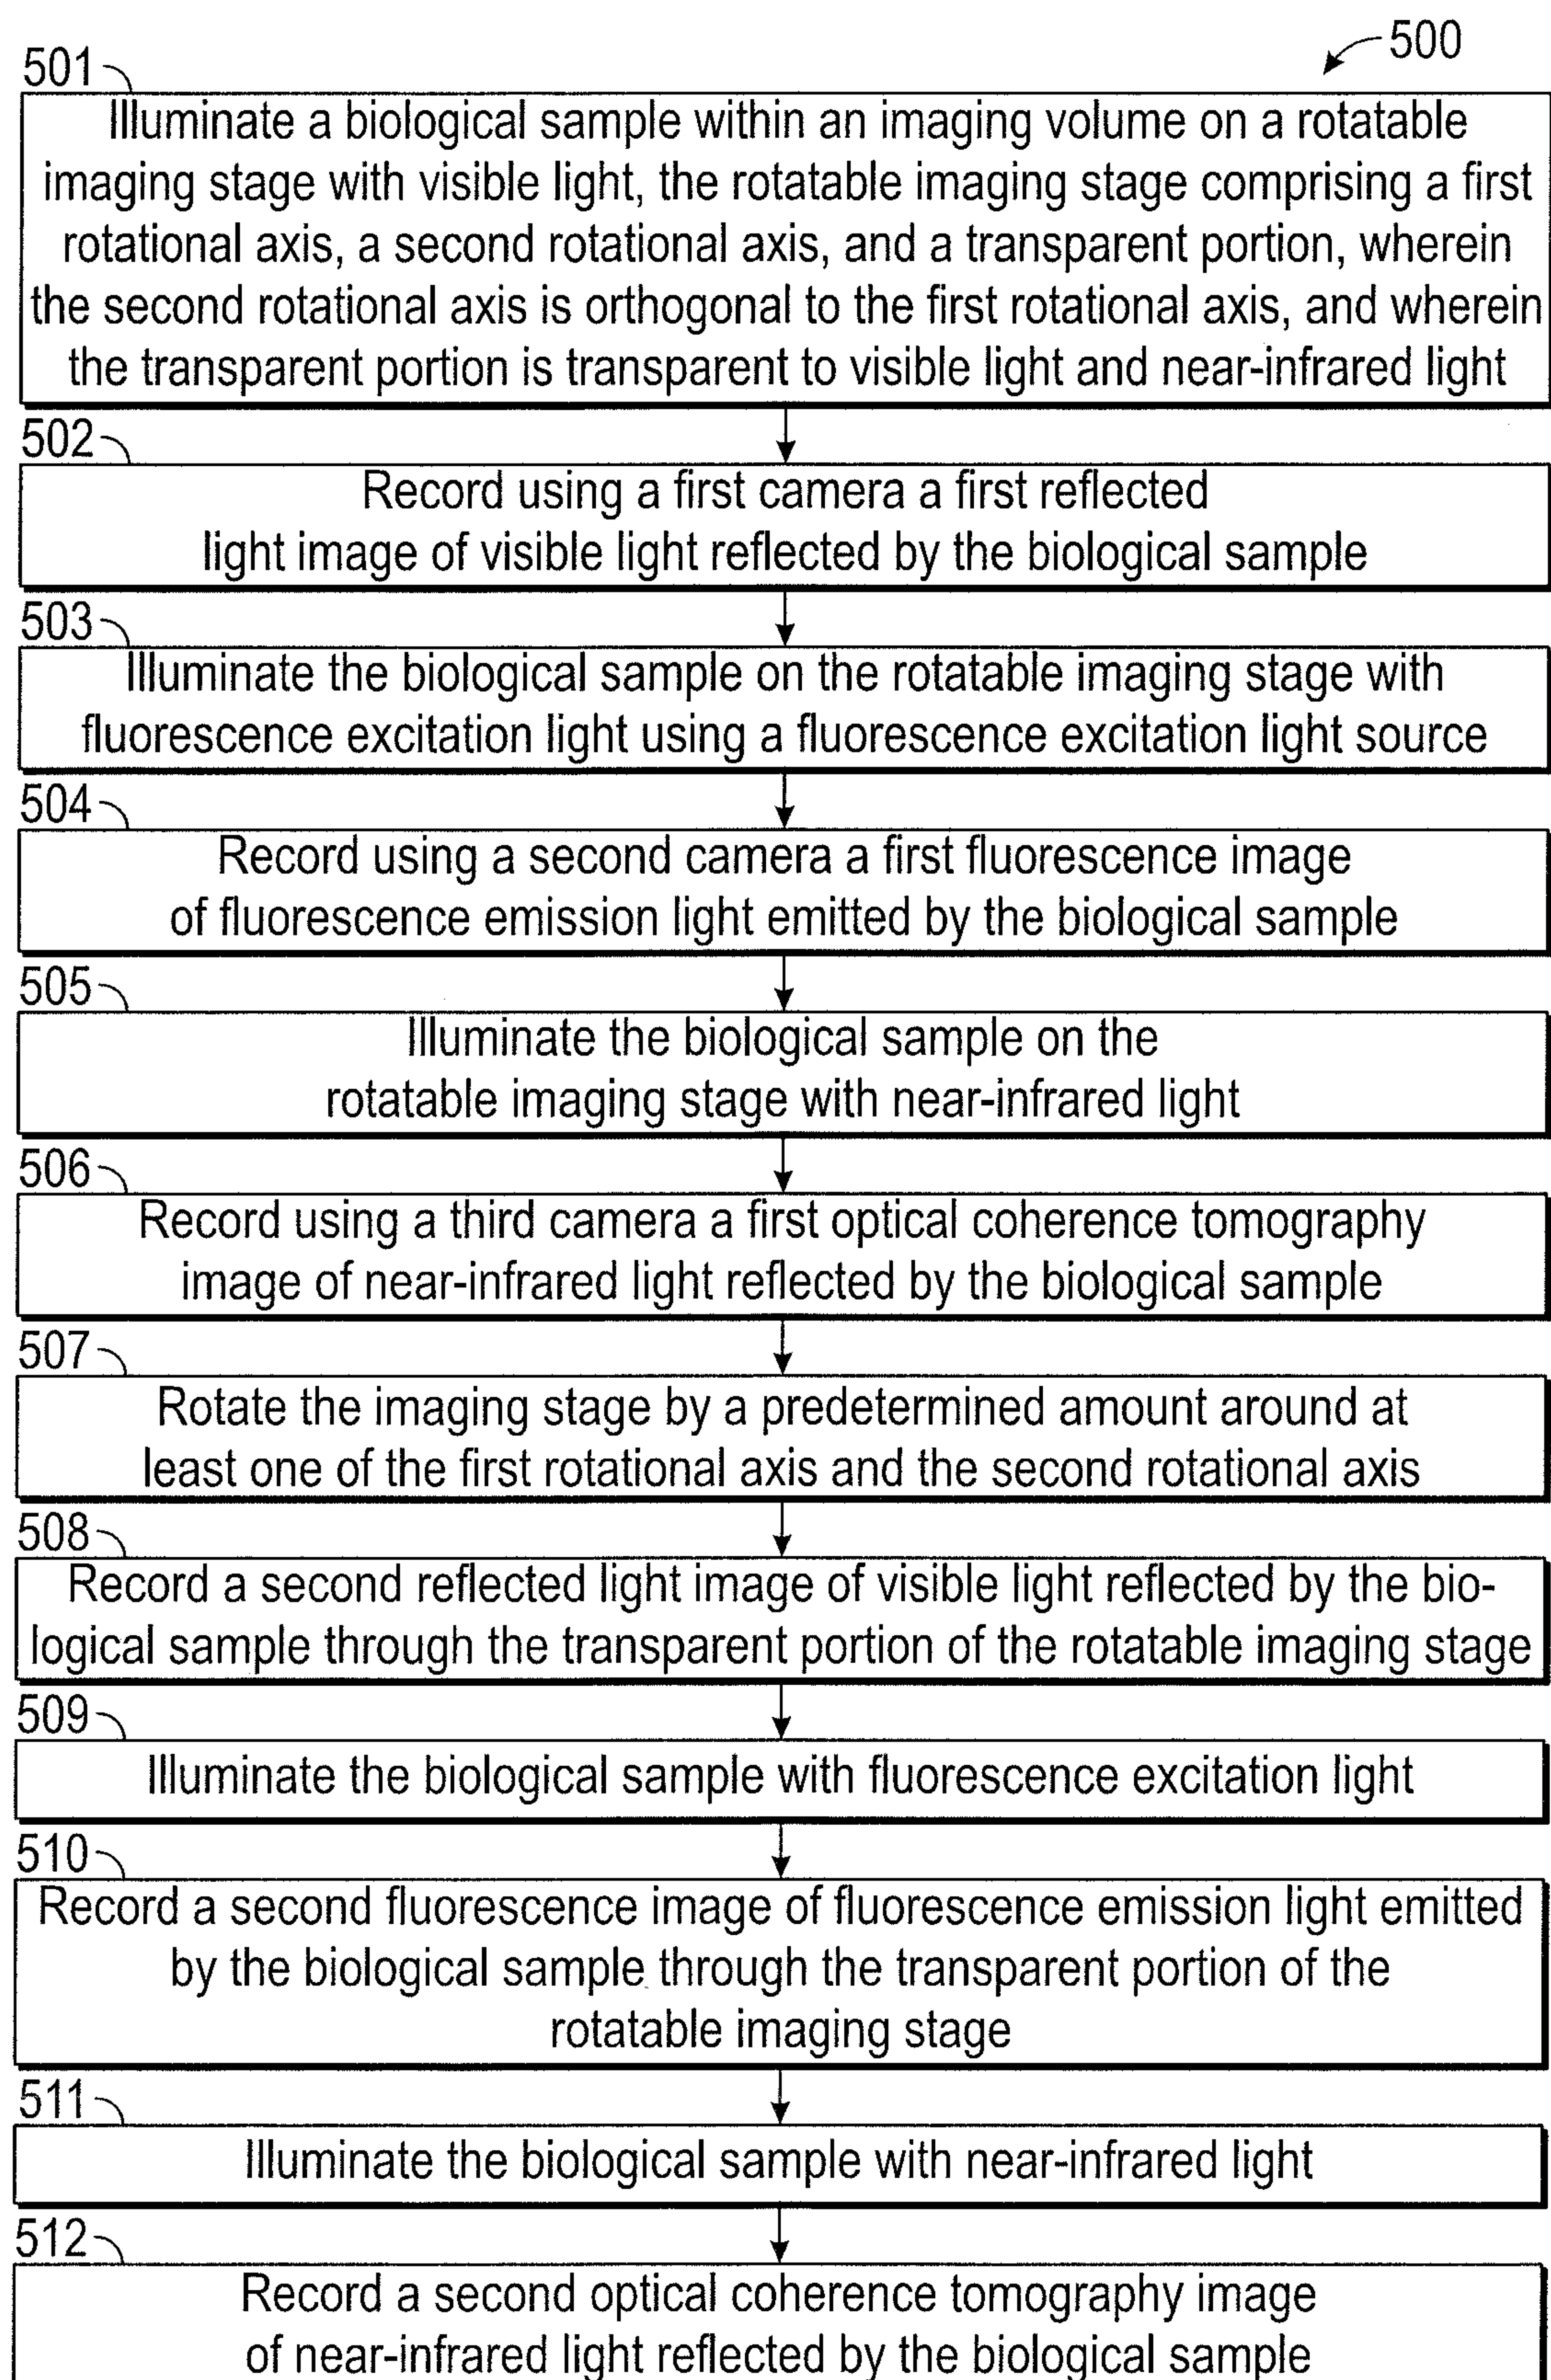 500
501
Illuminate a biological sample within an imaging volume on a rotatable
imaging stage with visible light, the rotatable imaging stage comprising a first
rotational axis, a second rotational axis, and a transparent portion, wherein
the second rotational axis is orthogonal to the first rotational axis, and wherein
the transparent portion is transparent to visible light and near-infrared light
502
Record using a first camera a first reflected
light image of visible light reflected by the biological sample
503
Illuminate the biological sample on the rotatable imaging stage with
fluorescence excitation light using a fluorescence excitation light source
504
Record using a second camera a first fluorescence image
of fluorescence emission light emitted by the biological sample
505
Illuminate the biological sample on the
rotatable imaging stage with near-infrared light
506
Record using a third camera a first optical coherence tomography
image of near-infrared light reflected by the biological sample
507
Rotate the imaging stage by a predetermined amount around at
least one of the first rotational axis and the second rotational axis
508
Record a second reflected light image of visible light reflected by the bio-
logical sample through the transparent portion of the rotatable imaging stage
509
Illuminate the biological sample with fluorescence excitation light
510
Record a second fluorescence image of fluorescence emission light emitted
by the biological sample through the transparent portion of the
rotatable imaging stage
511
Illuminate the biological sample with near-infrared light
512
Record a second optical coherence tomography image
of near-infrared light reflected by the biological sample